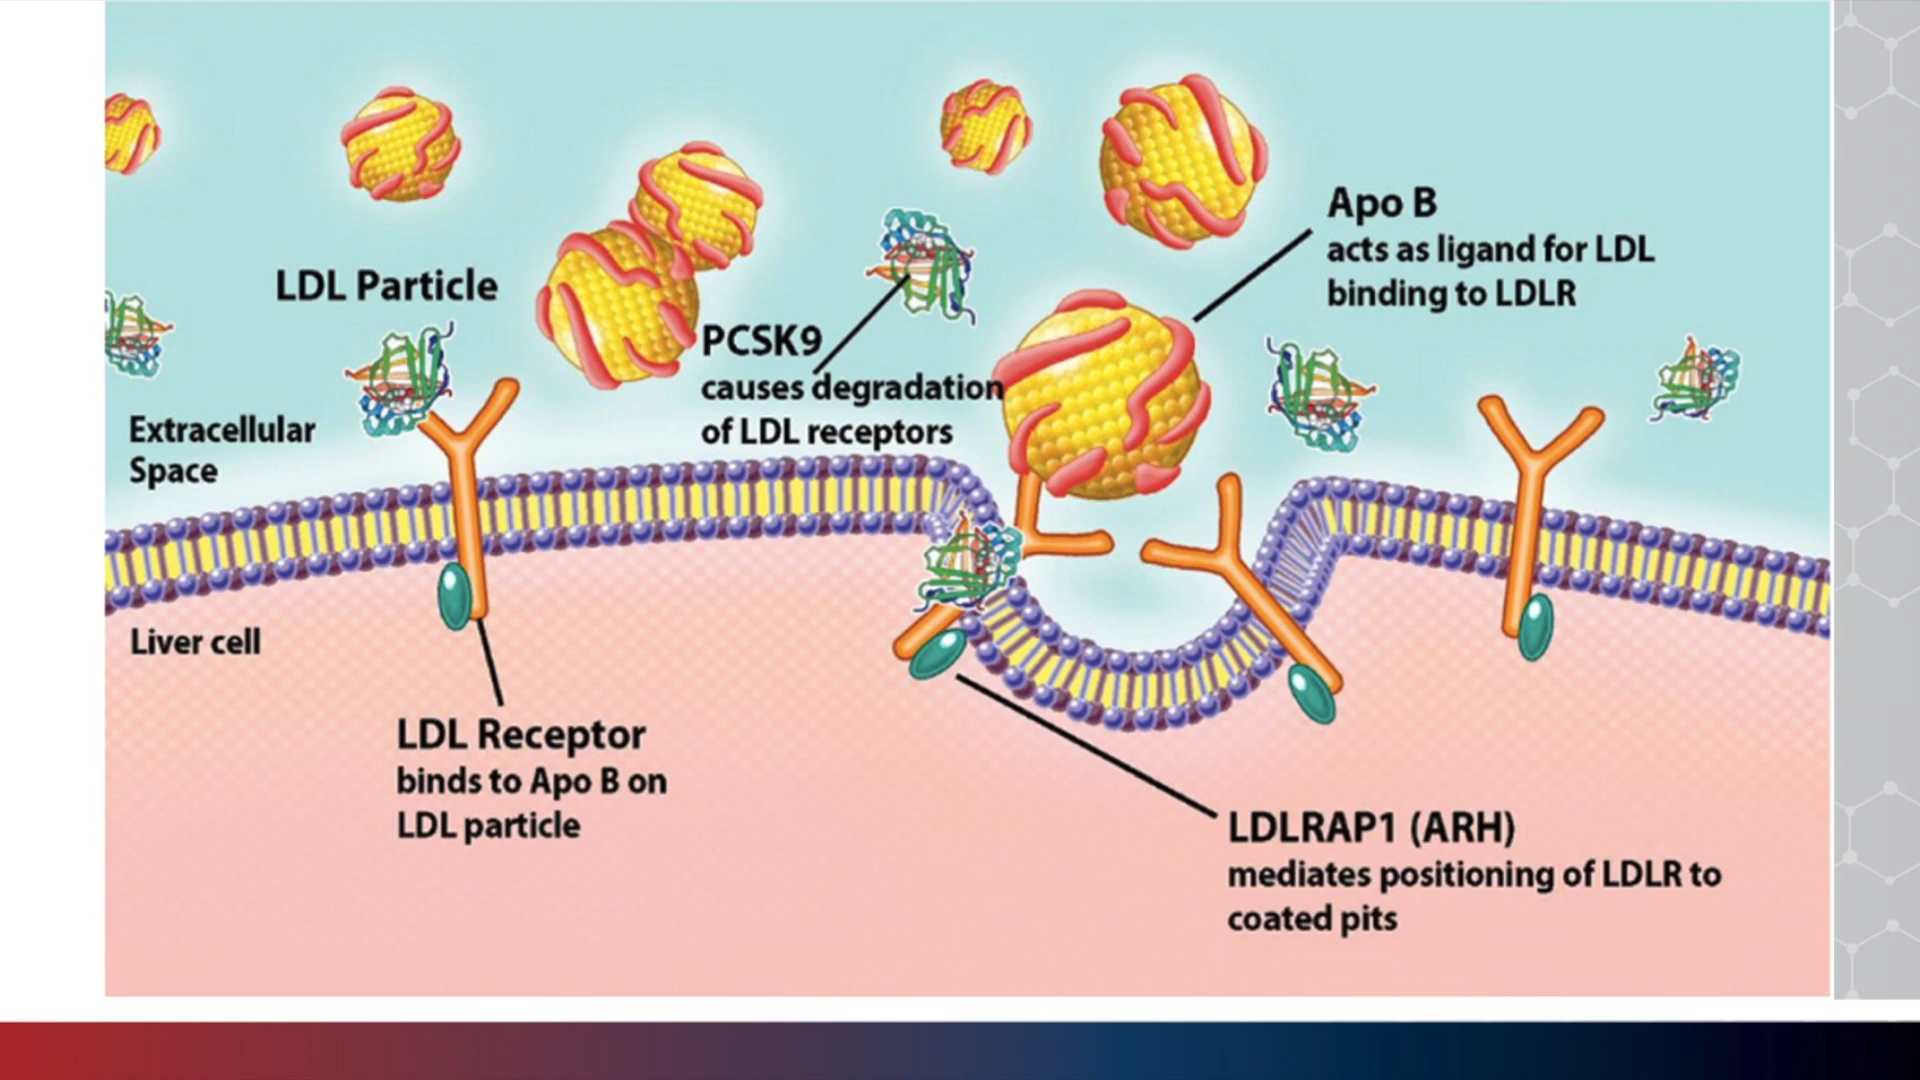 Apo B
acts as ligand for LDL
binding to LDLR
LDL Particle
PCSK9
causes degradation
of LDL receptors
Extracellular
Space
Liver cell
LDL Receptor
binds to Apo B on
LDL particle
LDLRAP1 (ARH)
mediates positioning of LDLR to
coated pits